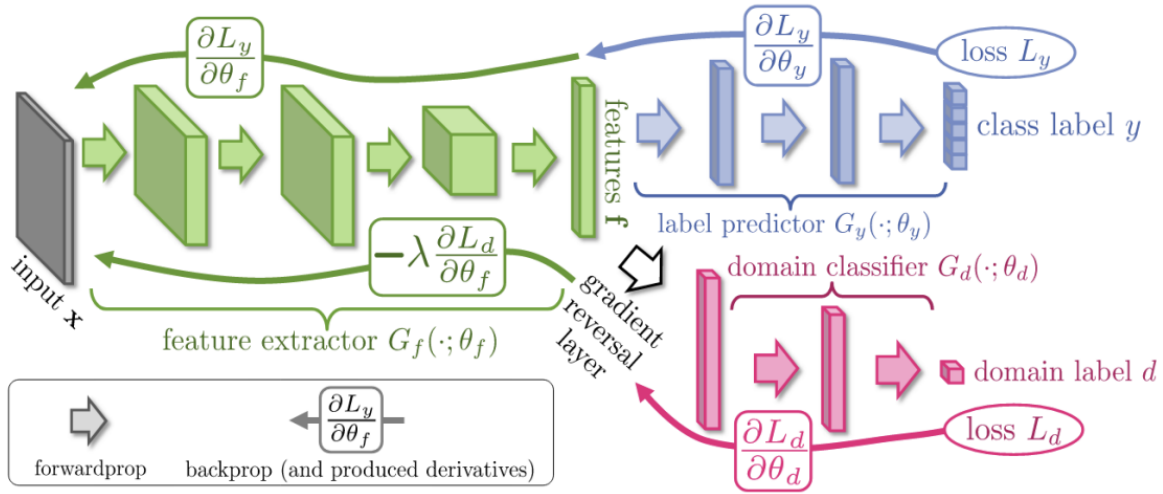 ∂L_y
∂θ_f
∂L_y
∂θ_y
loss L_y
features f
class label y
label predictor G_y(·; θ_y)
input x
−λ ∂L_d
∂θ_f
gradient
reversal
layer
feature extractor G_f(·; θ_f)
domain classifier G_d(·; θ_d)
domain label d
∂L_d
∂θ_d
loss L_d
forwardprop
∂L_y
∂θ_f
backprop (and produced derivatives)